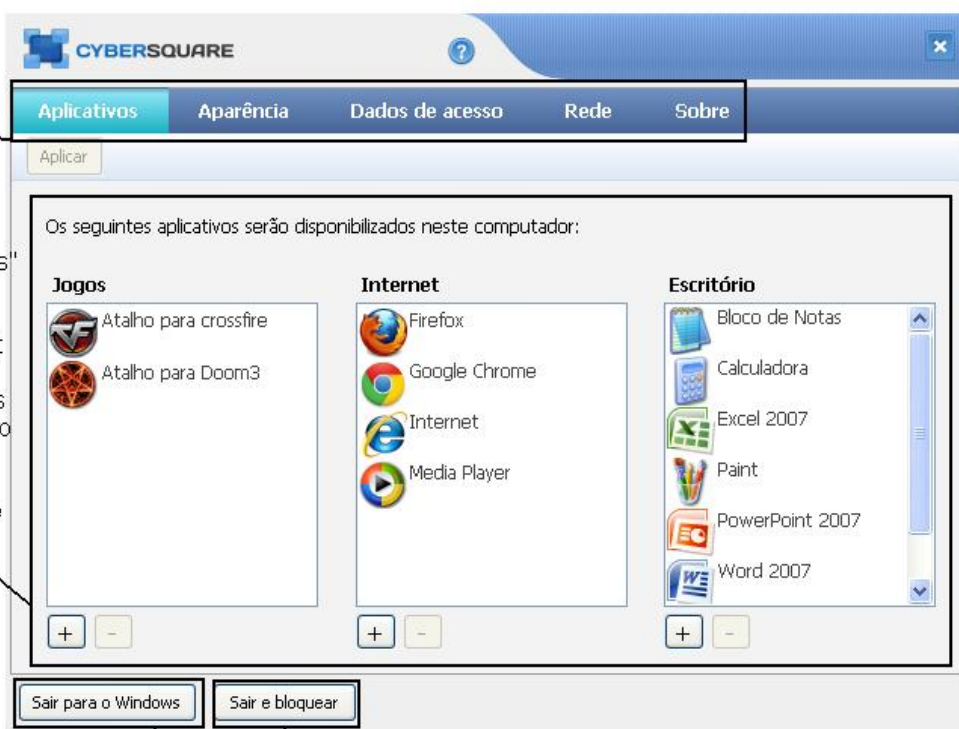 CYBERSQUARE
?
Aplicativos Aparência Dados de acesso Rede Sobre
Aplicar
Os seguintes aplicativos serão disponibilizados neste computador:
Jogos
Atalho para crossfire
Atalho para Doom3
+ -
Internet
Firefox
Google Chrome
Internet
Media Player
+ -
Escritório
Bloco de Notas
Calculadora
Excel 2007
Paint
PowerPoint 2007
Word 2007
+ -
Sair para o Windows Sair e bloquear